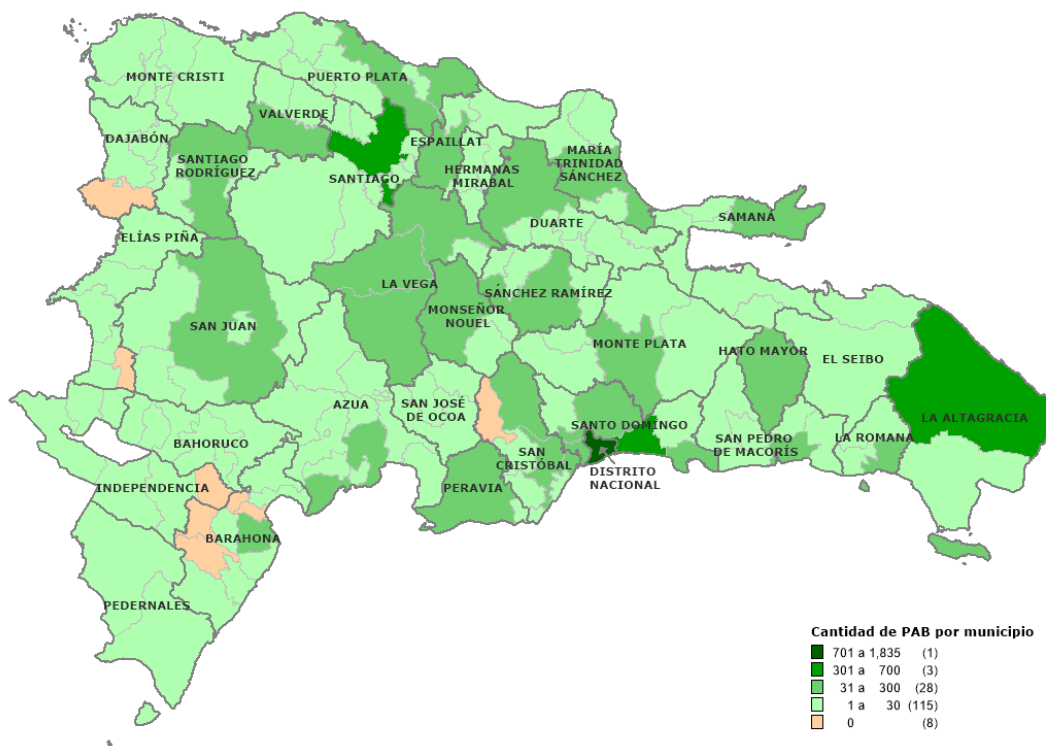 MONTE CRISTI
PUERTO PLATA
VALVERDE
DAJABÓN
ESPAILLAT
SANTIAGO
RODRÍGUEZ
MARÍA
TRINIDAD
SÁNCHEZ
HERMANAS
MIRABAL
SANTIAGO
SAMANÁ
DUARTE
ELÍAS PIÑA
LA VEGA
SÁNCHEZ RAMÍREZ
MONSEÑOR
NOUEL
SAN JUAN
MONTE PLATA
HATO MAYOR
EL SEIBO
AZUA
SAN JOSÉ
DE OCOA
LA ALTAGRACIA
SANTO DOMINGO
BAHORUCO
SAN PEDRO
DE MACORÍS
LA ROMANA
SAN
CRISTÓBAL
DISTRITO
NACIONAL
INDEPENDENCIA
PERAVIA
BARAHONA
PEDERNALES
Cantidad de PAB por municipio
701 a 1,835 (1)
301 a 700 (3)
31 a 300 (28)
1 a 30 (115)
0 (8)